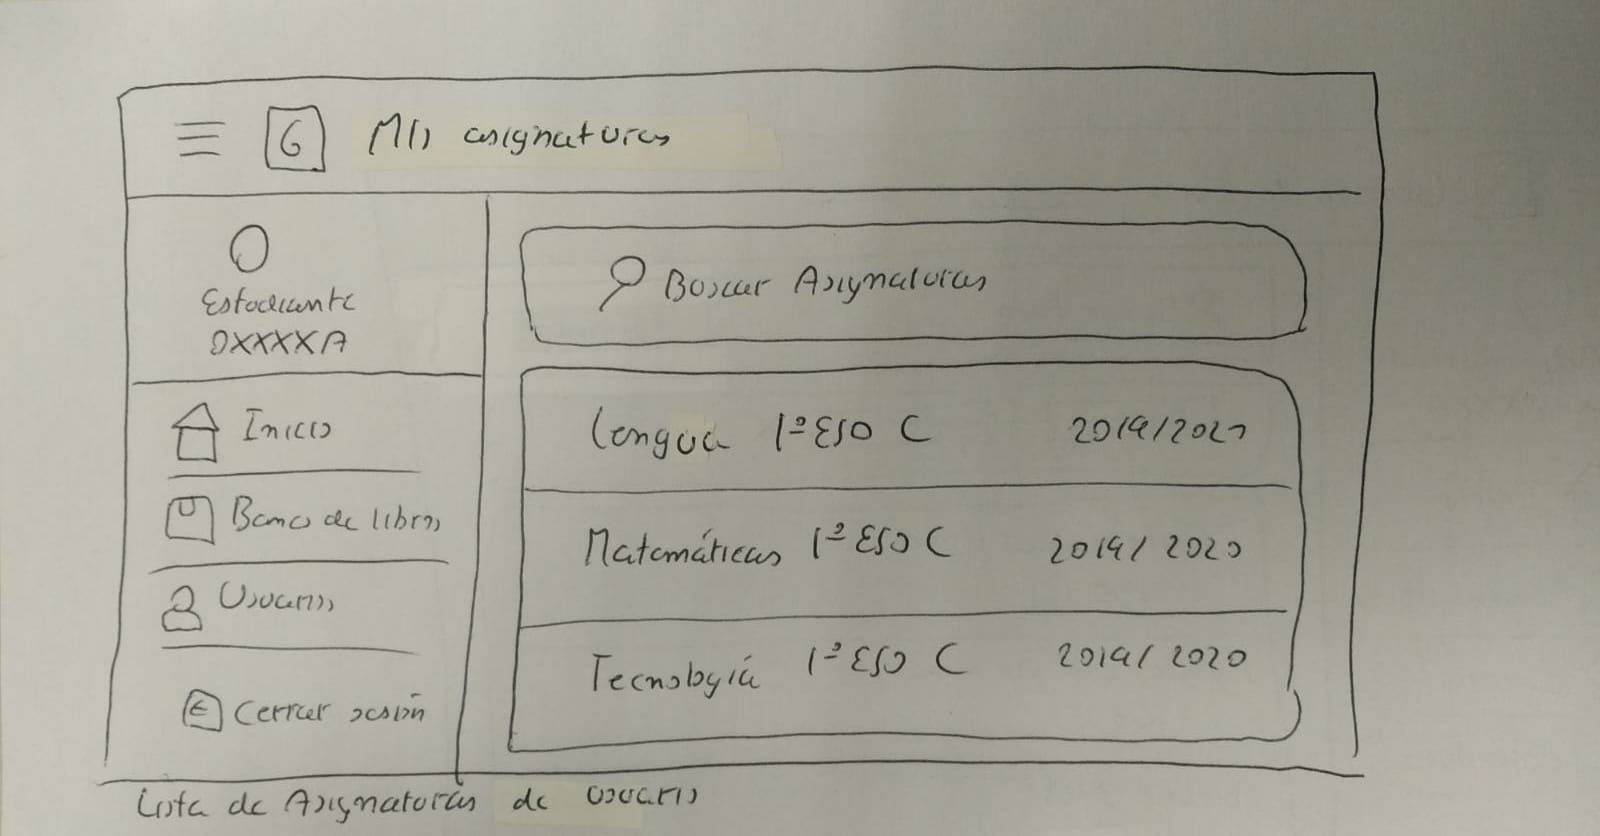 G Mis asignaturas
Estudiante
0XXXXA
Buscar Asignaturas
Inicio
Banco de libros
Usuario
Cerrar sesión
Lengua 1º ESO C 2019/2020
Matemáticas 1º ESO C 2019/2020
Tecnología 1º ESO C 2019/2020
Lista de Asignaturas de usuario